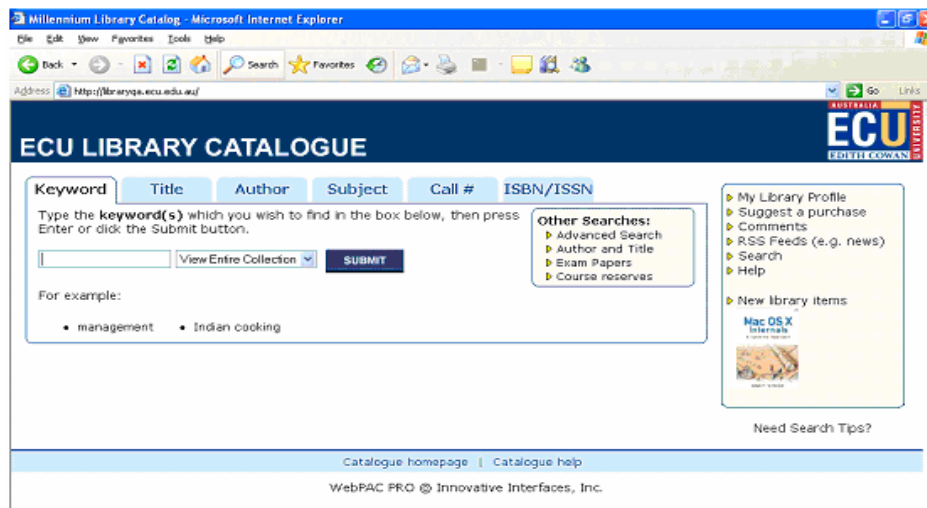 Millennium Library Catalog - Microsoft Internet Explorer
File Edit View Favorites Tools Help
Back Search Favorites
Address http://libraryqa.ecu.edu.au/ Go Links
AUSTRALIA
ECU
EDITH COWAN
UNIVERSITY
ECU LIBRARY CATALOGUE
Keyword Title Author Subject Call # ISBN/ISSN
Type the keyword(s) which you wish to find in the box below, then press
Enter or click the Submit button.
View Entire Collection SUBMIT
For example:
• management • Indian cooking
Other Searches:
Advanced Search
Author and Title
Exam Papers
Course reserves
My Library Profile
Suggest a purchase
Comments
RSS Feeds (e.g. news)
Search
Help
New library items
Mac OS X
Internals
Need Search Tips?
Catalogue homepage | Catalogue help
WebPAC PRO © Innovative Interfaces, Inc.